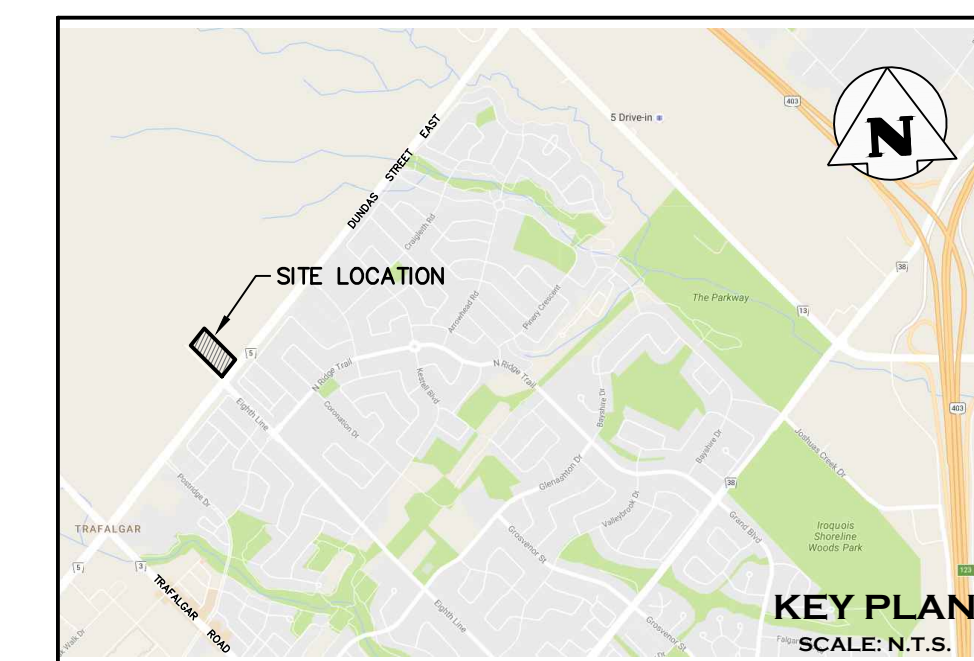 5 Drive-in
403
N
DUNDAS STREET EAST
Craigleith Rd
SITE LOCATION
38
The Parkway
Arrowhead Rd
Pinery Crescent
13
5
N Ridge Trail
N Ridge Trail
Kestell Blvd
Eighth Line
Coronation Dr
Bayshire Dr
403
Bayshire Dr
Joshuas Creek Dr
Glenashton Dr
38
Postridge Dr
Valleybrook Dr
Grand Blvd
TRAFALGAR
Grosvenor St
Iroquois
Shoreline
Woods Park
5
3
123
TRAFALGAR ROAD
Eighth Line
KEY PLAN
Grosvenor St
SCALE: N.T.S.